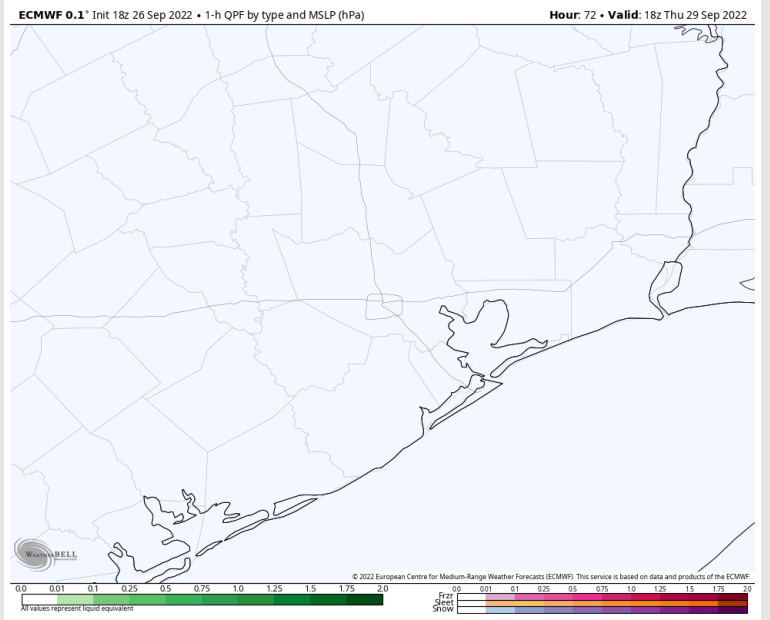 ECMWF 0.1° Init 18z 26 Sep 2022 • 1-h QPF by type and MSLP (hPa)
Hour: 72 • Valid: 18z Thu 29 Sep 2022
WEATHERBELL
© 2022 European Centre for Medium-Range Weather Forecasts (ECMWF). This service is based on data and products of the ECMWF.
0.0 0.01 0.1 0.25 0.5 0.75 1.0 1.25 1.5 1.75 2.0
All values represent liquid equivalent
0.0 .001 0.1 0.25 0.5 0.75 1.0 1.25 1.5 1.75 2.0
Frzr
Sleet
Snow